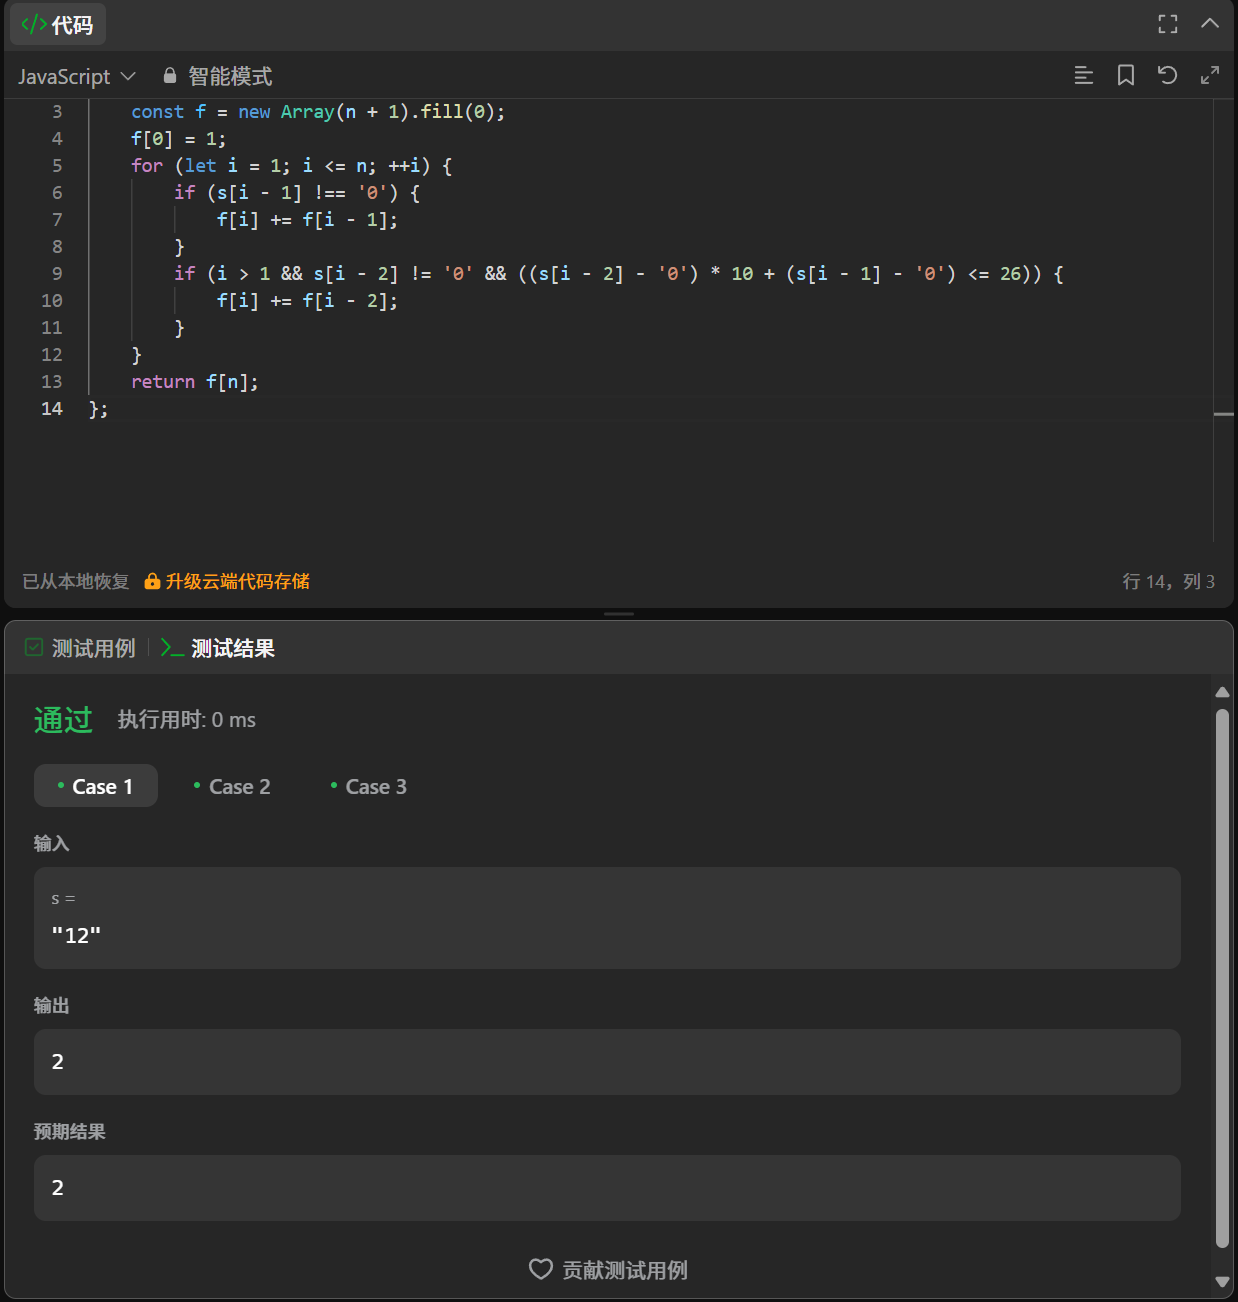 </> 代码
JavaScript 智能模式
3 const f = new Array(n + 1).fill(0);
4 f[0] = 1;
5 for (let i = 1; i <= n; ++i) {
6 if (s[i - 1] !== '0') {
7 f[i] += f[i - 1];
8 }
9 if (i > 1 && s[i - 2] != '0' && ((s[i - 2] - '0') * 10 + (s[i - 1] - '0') <= 26)) {
10 f[i] += f[i - 2];
11 }
12 }
13 return f[n];
14 };
已从本地恢复 升级云端代码存储 行 14, 列 3
测试用例 测试结果
通过 执行用时: 0 ms
Case 1 Case 2 Case 3
输入
s =
"12"
输出
2
预期结果
2
贡献测试用例